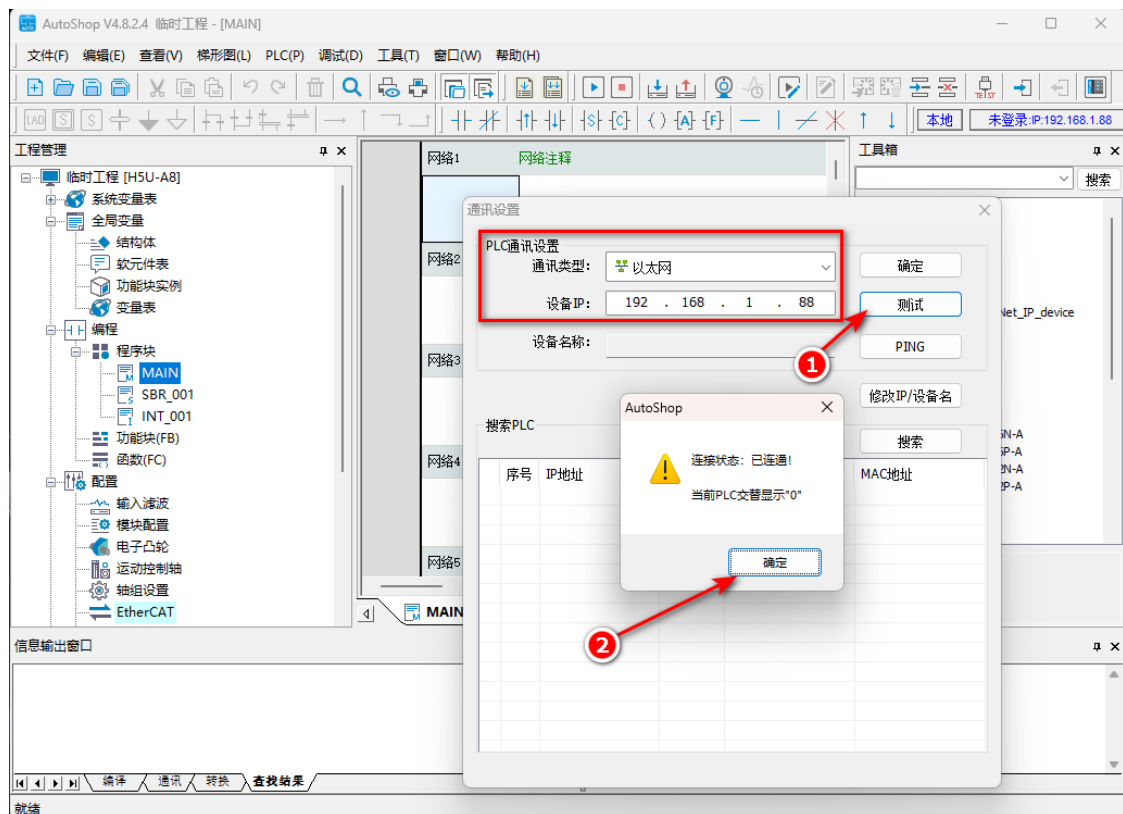 AutoShop V4.8.2.4 临时工程 - [MAIN]
文件(F) 编辑(E) 查看(V) 梯形图(L) PLC(P) 调试(D) 工具(T) 窗口(W) 帮助(H)
LAD S S
TEST
S C A F
本地 未登录:IP:192.168.1.88
工程管理
临时工程 [H5U-A8]
系统变量表
全局变量
结构体
软元件表
功能块实例
变量表
编程
程序块
MAIN
SBR_001
INT_001
功能块(FB)
函数(FC)
配置
输入滤波
模块配置
电子凸轮
运动控制轴
轴组设置
EtherCAT
网络1 网络注释
网络2
网络3
网络4
网络5
MAIN
工具箱
搜索
Net_IP_device
5N-A
5P-A
2N-A
2P-A
通讯设置
PLC通讯设置
通讯类型: 以太网 确定
设备IP: 192 . 168 . 1 . 88 测试
设备名称: PING
1
修改IP/设备名
搜索PLC 搜索
序号 IP地址 MAC地址
AutoShop
连接状态: 已连通!
当前PLC交替显示"0"
确定
2
信息输出窗口
编译 通讯 转换 查找结果
就绪